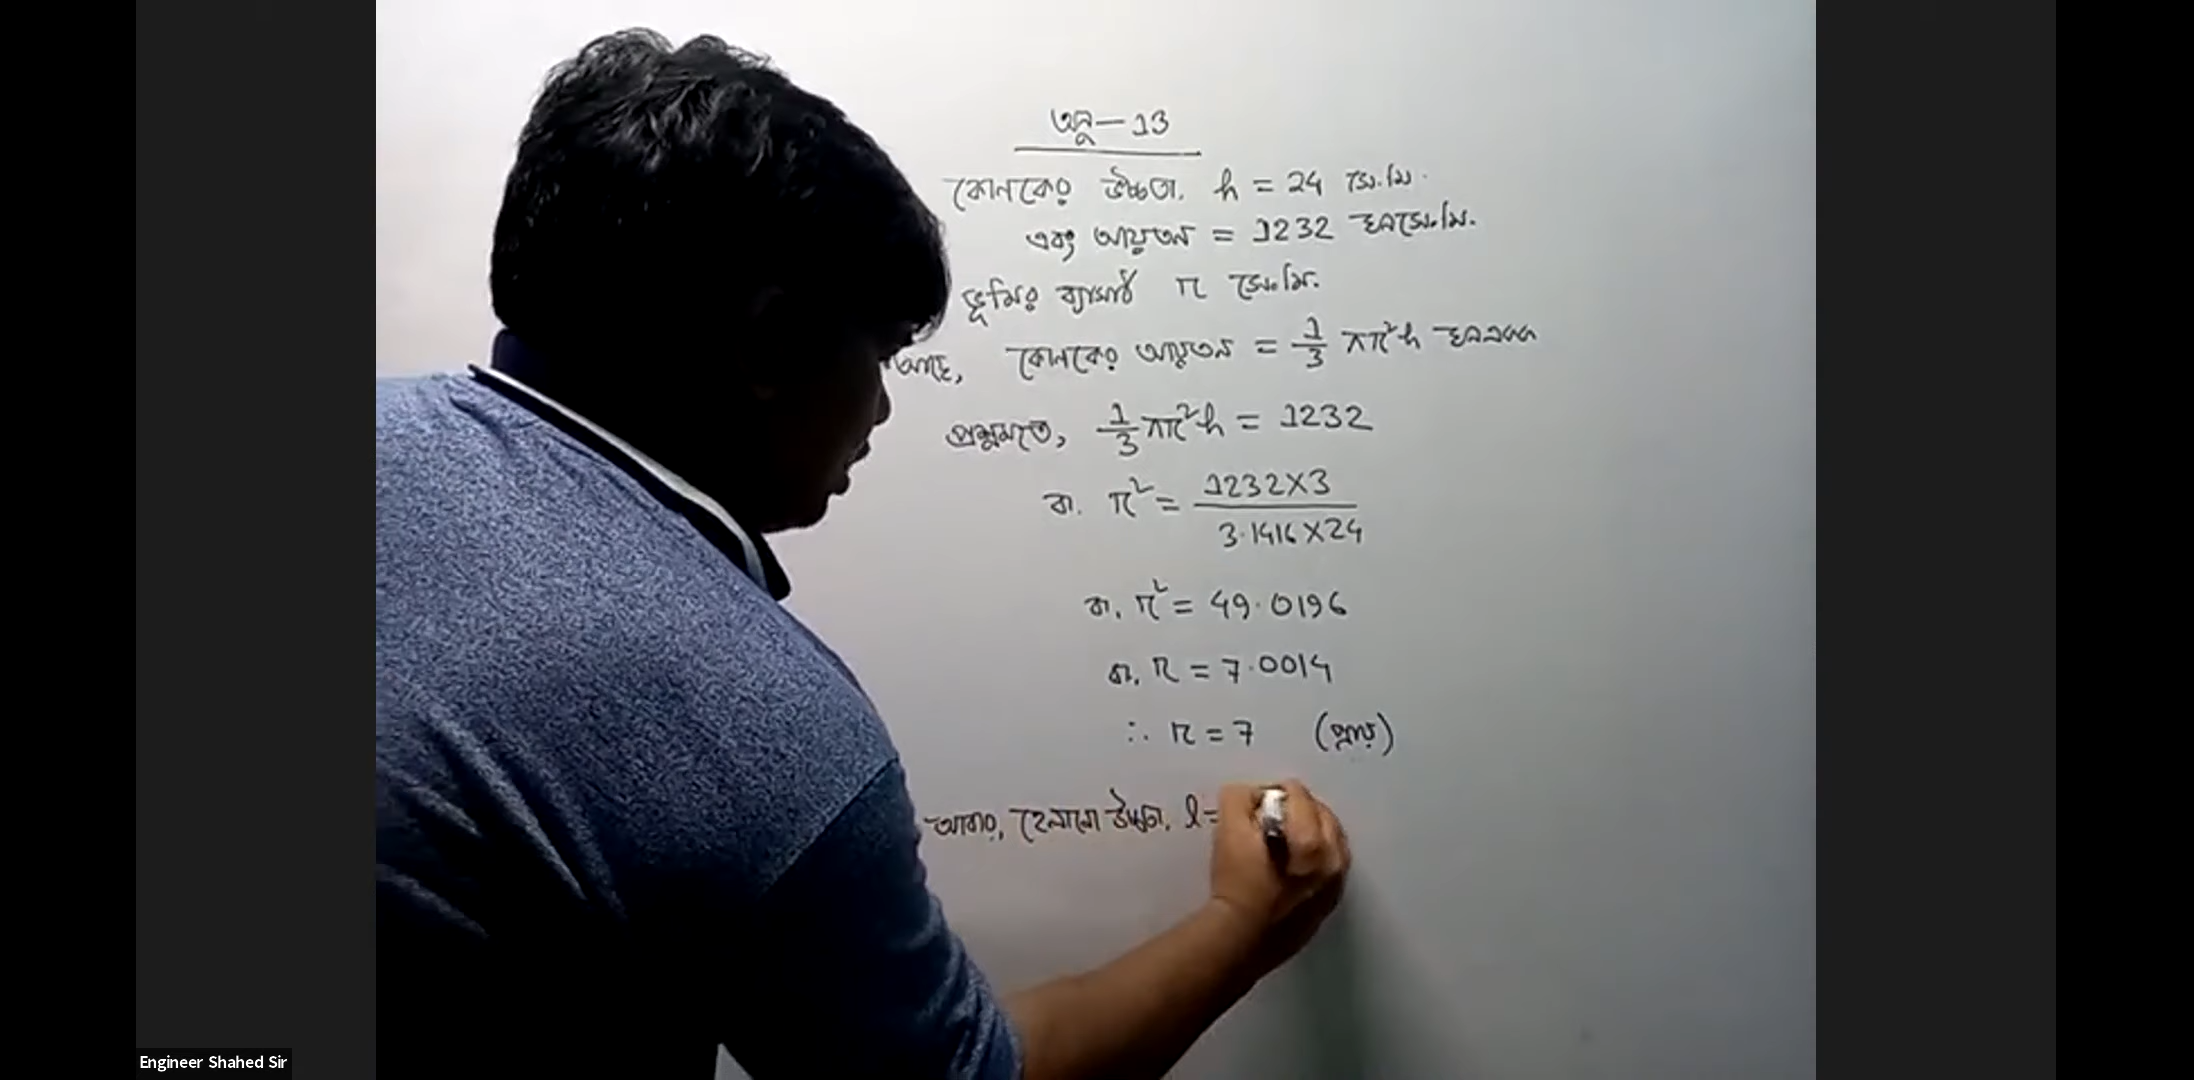 অনু - 13
কোনকের উচ্চতা, h = 24 সে.মি.
এবং আয়তন = 1232 ঘনসে.মি.
ভূমির ব্যাসার্ধ r সে.মি.
আছে, কোনকের আয়তন = 1/3 πr²h ঘনএকক
প্রশ্নমতে, 1/3 πr²h = 1232
বা, r² = 1232×3 / 3.1416×24
বা, r² = 49.0196
বা, r = 7.0014
∴ r = 7 (প্রায়)
আবার, হেলানো উচ্চতা, l =
Engineer Shahed Sir